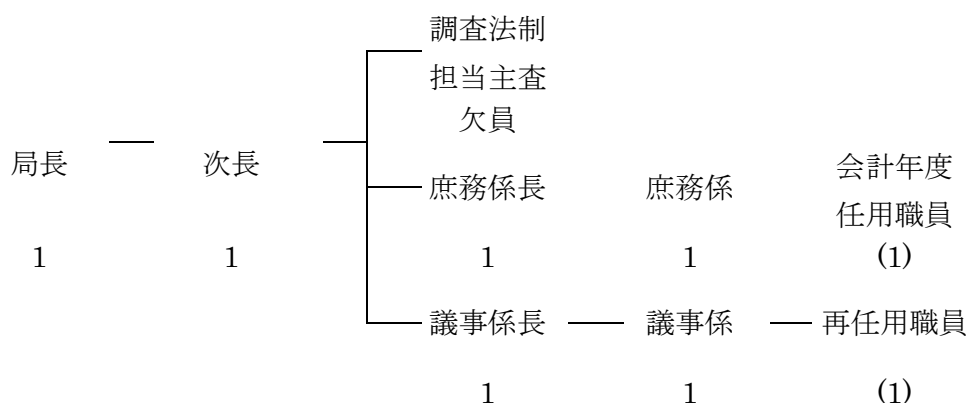 調査法制
担当主査
欠員
局長
次長
庶務係長
庶務係
会計年度
任用職員
1
1
1
1
(1)
議事係長
議事係
再任用職員
1
1
(1)